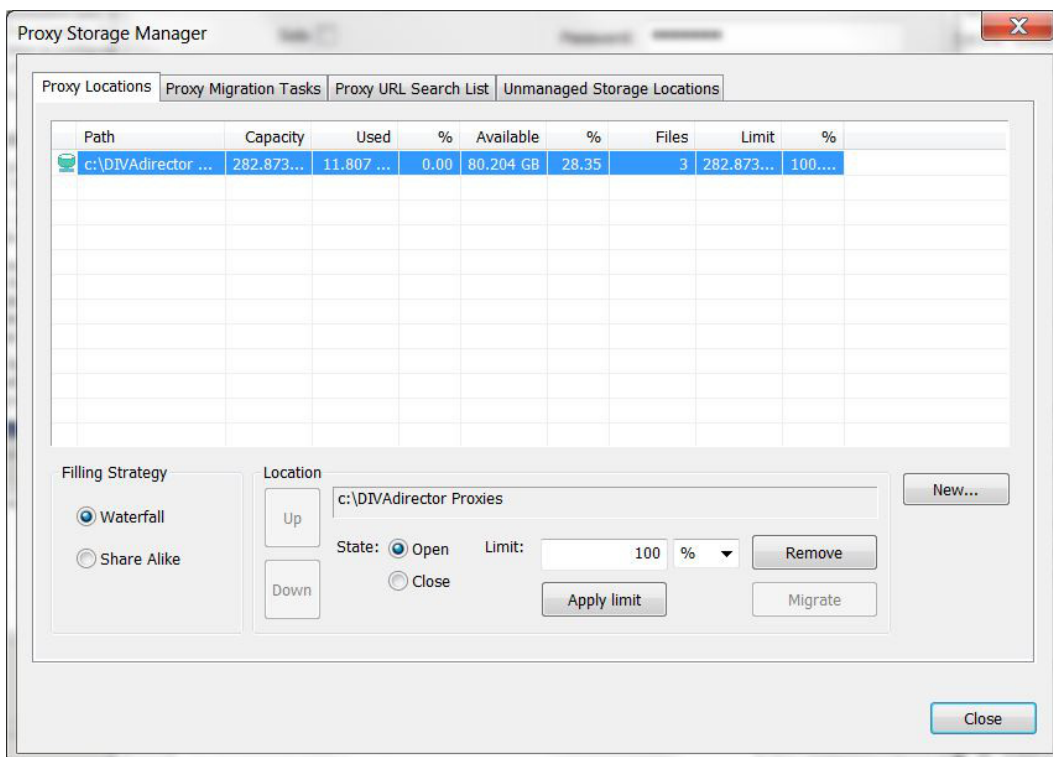 Proxy Storage Manager
Proxy Locations Proxy Migration Tasks Proxy URL Search List Unmanaged Storage Locations
Path Capacity Used % Available % Files Limit %
c:\DIVAdirector ... 282.873... 11.807 ... 0.00 80.204 GB 28.35 3 282.873... 100....
Filling Strategy
Waterfall
Share Alike
Location
Up
Down
c:\DIVAdirector Proxies
State: Open Limit: 100 % Remove
Close Apply limit Migrate
New...
Close